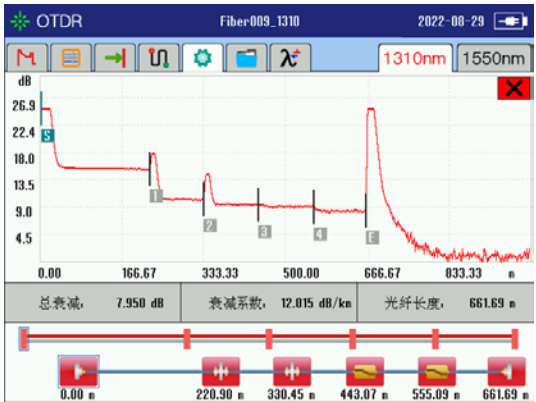 OTDR Fiber009_1310 2022-08-29
1310nm 1550nm
dB
26.9
S
22.4
18.0
13.5
1
9.0
2
3 4 E
4.5
0.00 166.67 333.33 500.00 666.67 833.33 m
总衰减: 7.950 dB 衰减系数: 12.015 dB/km 光纤长度: 661.69 m
0.00 m 220.90 m 330.45 m 443.07 m 555.09 m 661.69 m